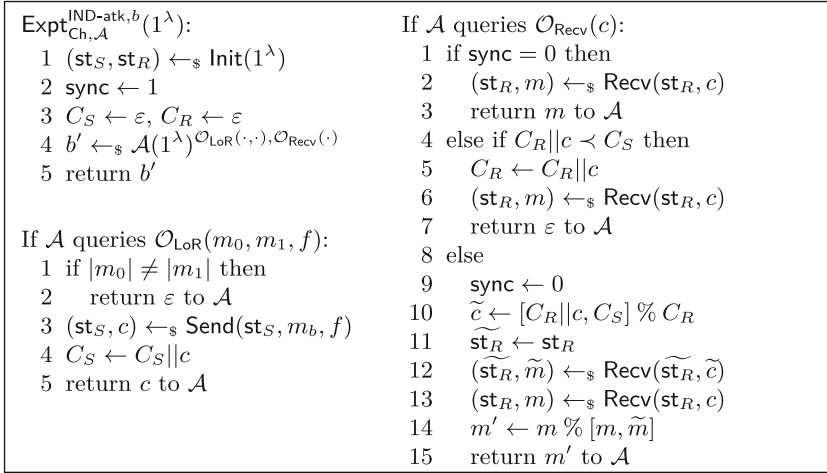 Expt^{IND-atk,b}_{Ch,𝒜}(1^λ):
1 (st_S, st_R) ←$ Init(1^λ)
2 sync ← 1
3 C_S ← ε, C_R ← ε
4 b′ ←$ 𝒜(1^λ)^{𝒪_LoR(·,·),𝒪_Recv(·)}
5 return b′
If 𝒜 queries 𝒪_LoR(m_0, m_1, f):
1 if |m_0| ≠ |m_1| then
2 return ε to 𝒜
3 (st_S, c) ←$ Send(st_S, m_b, f)
4 C_S ← C_S||c
5 return c to 𝒜
If 𝒜 queries 𝒪_Recv(c):
1 if sync = 0 then
2 (st_R, m) ←$ Recv(st_R, c)
3 return m to 𝒜
4 else if C_R||c ≺ C_S then
5 C_R ← C_R||c
6 (st_R, m) ←$ Recv(st_R, c)
7 return ε to 𝒜
8 else
9 sync ← 0
10 c̃ ← [C_R||c, C_S] % C_R
11 s̃t̃_R ← st_R
12 (s̃t̃_R, m̃) ←$ Recv(s̃t̃_R, c̃)
13 (st_R, m) ←$ Recv(st_R, c)
14 m′ ← m % [m, m̃]
15 return m′ to 𝒜